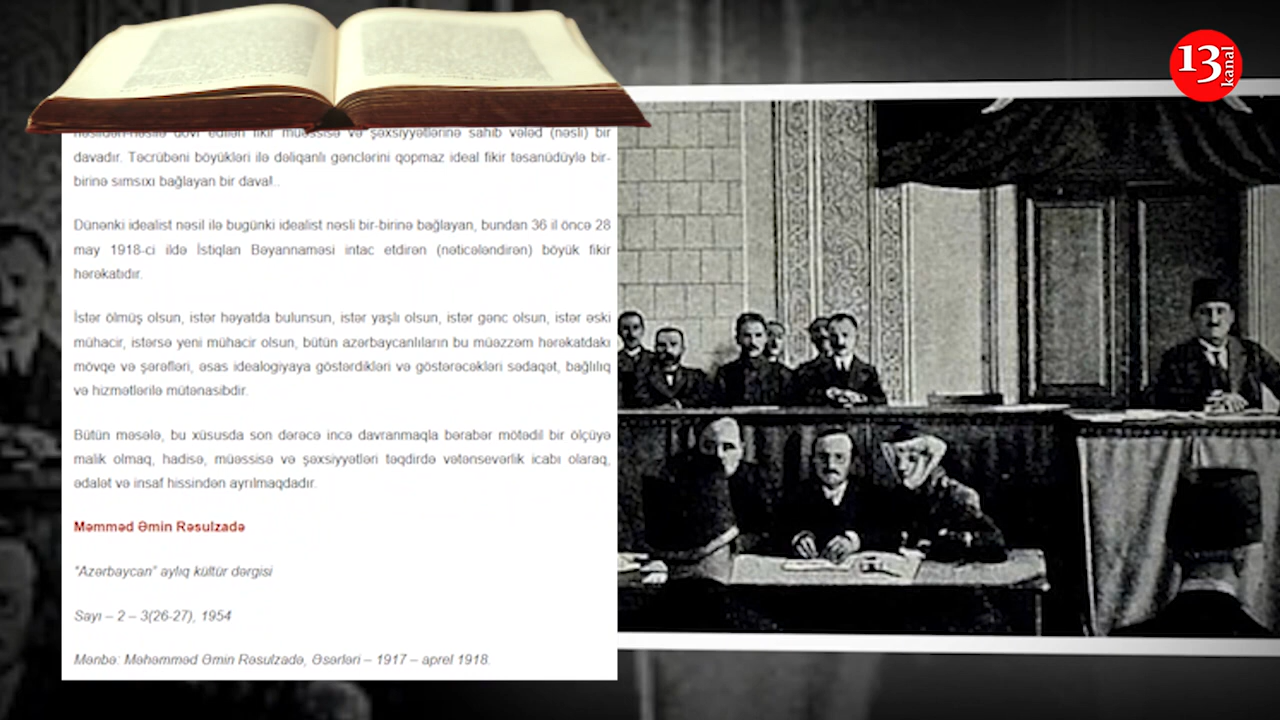 nəsildən-nəsilə dövr edilən fikir müəssisə və şəxsiyyətlərinə sahib vələd (nəsli) bir
davadır. Təcrübəni böyükləri ilə dəliqanlı gənclərini qopmaz ideal fikir təsanüdüylə bir-
birinə sımsıxı bağlayan bir dava!..
Dünənki idealist nəsil ilə bugünki idealist nəsli bir-birinə bağlayan, bundan 36 il öncə 28
may 1918-ci ildə İstiqlan Bəyannaməsi intac etdirən (nəticələndirən) böyük fikir
hərəkatıdır.
İstər ölmüş olsun, istər həyatda bulunsun, istər yaşlı olsun, istər gənc olsun, istər əski
mühacir, istərsə yeni mühacir olsun, bütün azərbaycanlıların bu müəzzəm hərəkatdakı
mövqe və şərəfləri, əsas idealogiyaya göstərdikləri və göstərəcəkləri sədaqət, bağlılıq
və hizmətlərilə mütənasibdir.
Bütün məsələ, bu xüsusda son dərəcə incə davranmaqla bərabər mötədil bir ölçüyə
malik olmaq, hadisə, müəssisə və şəxsiyyətləri təqdirdə vətənsevərlik icabı olaraq,
ədalət və insaf hissindən ayrılmaqdadır.
Məmməd Əmin Rəsulzadə
"Azərbaycan" aylıq kültür dərgisi
Sayı – 2 – 3(26-27), 1954
Mənbə: Məhəmməd Əmin Rəsulzadə, Əsərləri – 1917 – aprel 1918.
13 kanal